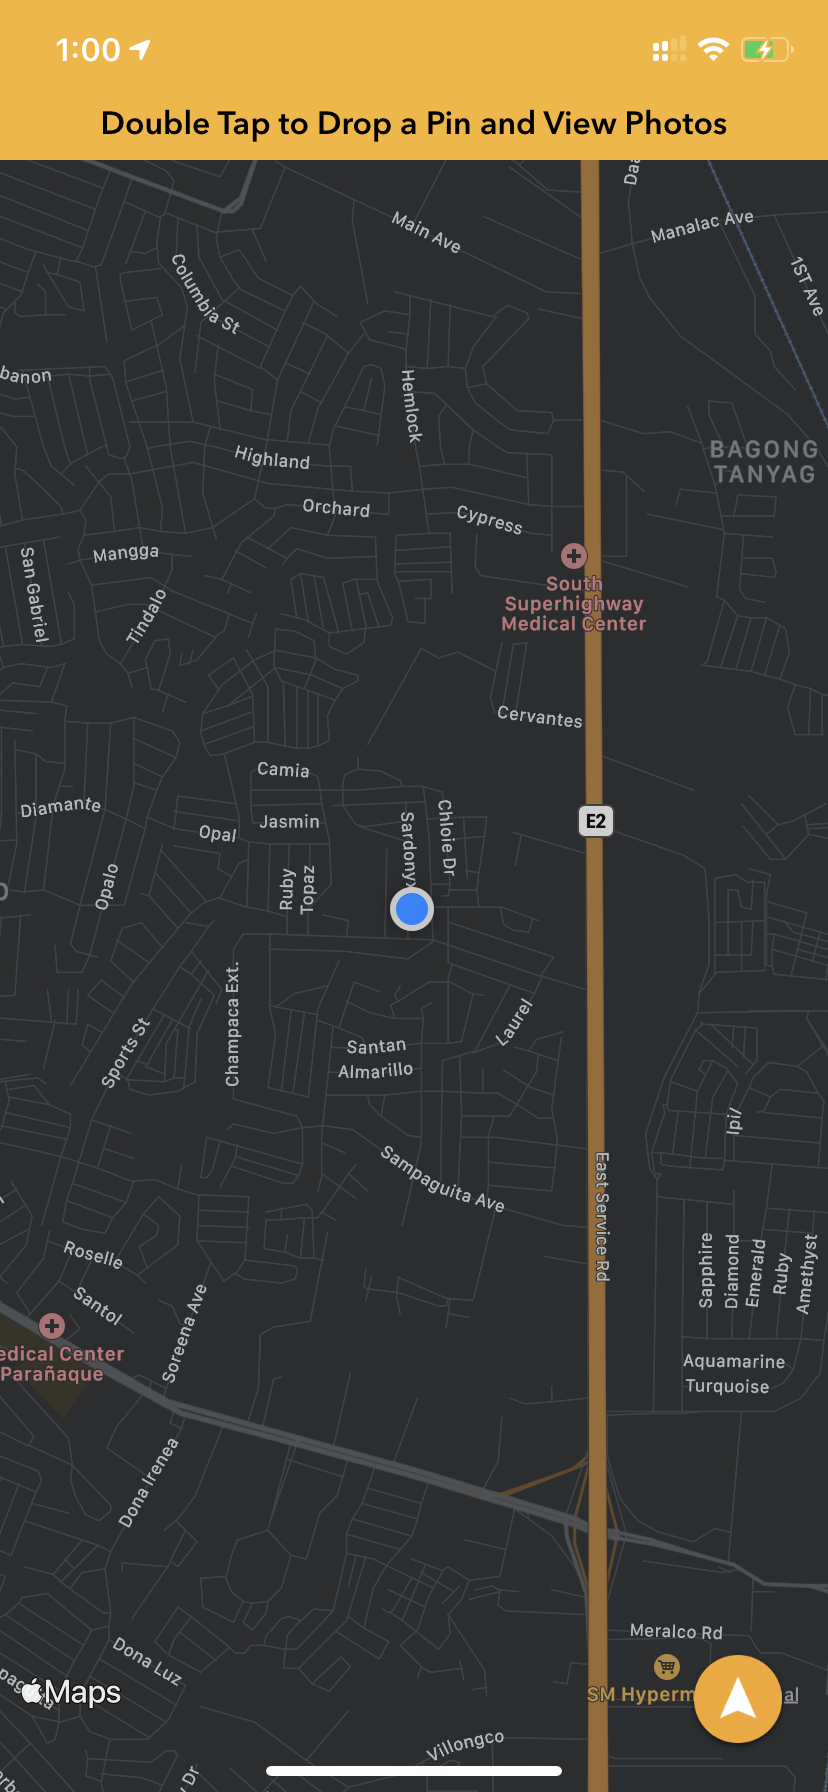 1:00
Double Tap to Drop a Pin and View Photos
Main Ave
Manalac Ave
1ST Ave
Columbia St
banon
Hemlock
Highland
BAGONG
TANYAG
Orchard
Cypress
Mangga
San Gabriel
Tindalo
South
Superhighway
Medical Center
Cervantes
Camia
Diamante
Jasmin
Opal
Sardony
Chloie Dr
E2
Opalo
Ruby
Topaz
Champaca Ext.
Sports St
Laurel
Santan
Almarillo
Ipi/
Sampaguita Ave
East Service Rd
Roselle
Santol
Soreena Ave
Sapphire
Diamond
Emerald
Ruby
Amethyst
edical Center
Parañaque
Aquamarine
Turquoise
Dona Irenea
Meralco Rd
Dona Luz
SM Hyperm
al
Maps
Villongco
Dr